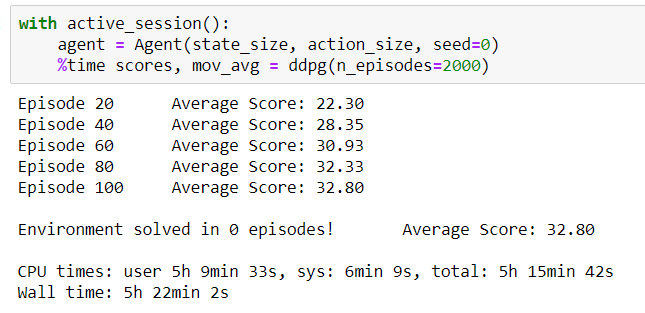 with active_session():
    agent = Agent(state_size, action_size, seed=0)
    %time scores, mov_avg = ddpg(n_episodes=2000)
Episode 20      Average Score: 22.30
Episode 40      Average Score: 28.35
Episode 60      Average Score: 30.93
Episode 80      Average Score: 32.33
Episode 100     Average Score: 32.80
Environment solved in 0 episodes!       Average Score: 32.80
CPU times: user 5h 9min 33s, sys: 6min 9s, total: 5h 15min 42s
Wall time: 5h 22min 2s